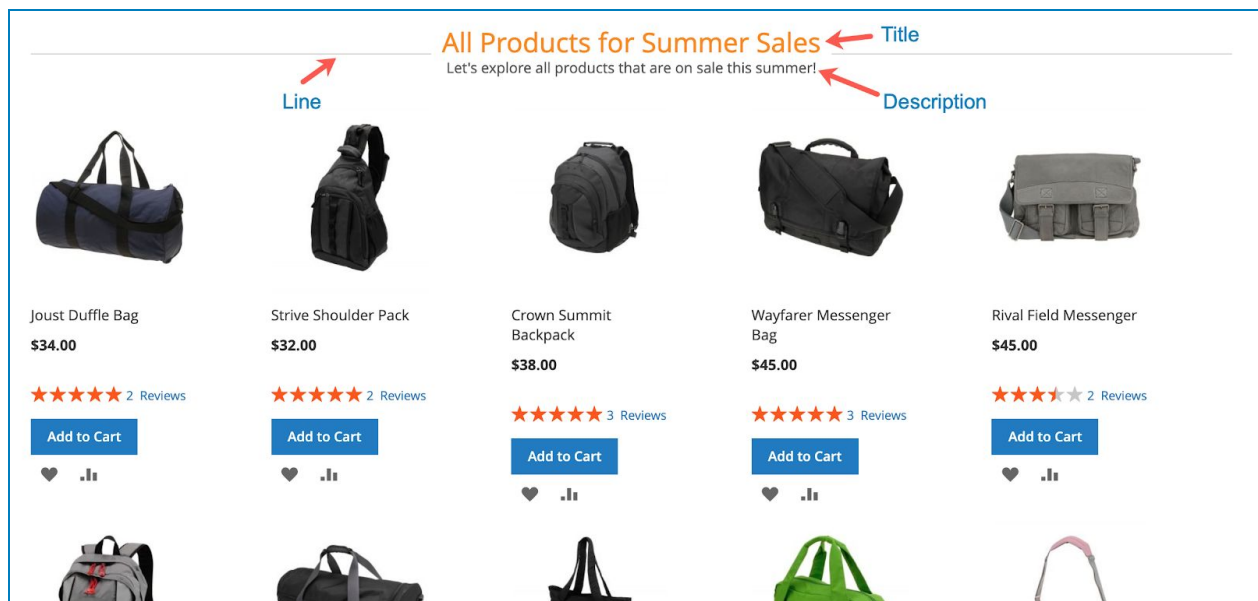 All Products for Summer Sales
Title
Let's explore all products that are on sale this summer!
Line
Description
Joust Duffle Bag
$34.00
2 Reviews
Add to Cart
Strive Shoulder Pack
$32.00
2 Reviews
Add to Cart
Crown Summit
Backpack
$38.00
3 Reviews
Add to Cart
Wayfarer Messenger
Bag
$45.00
3 Reviews
Add to Cart
Rival Field Messenger
$45.00
2 Reviews
Add to Cart